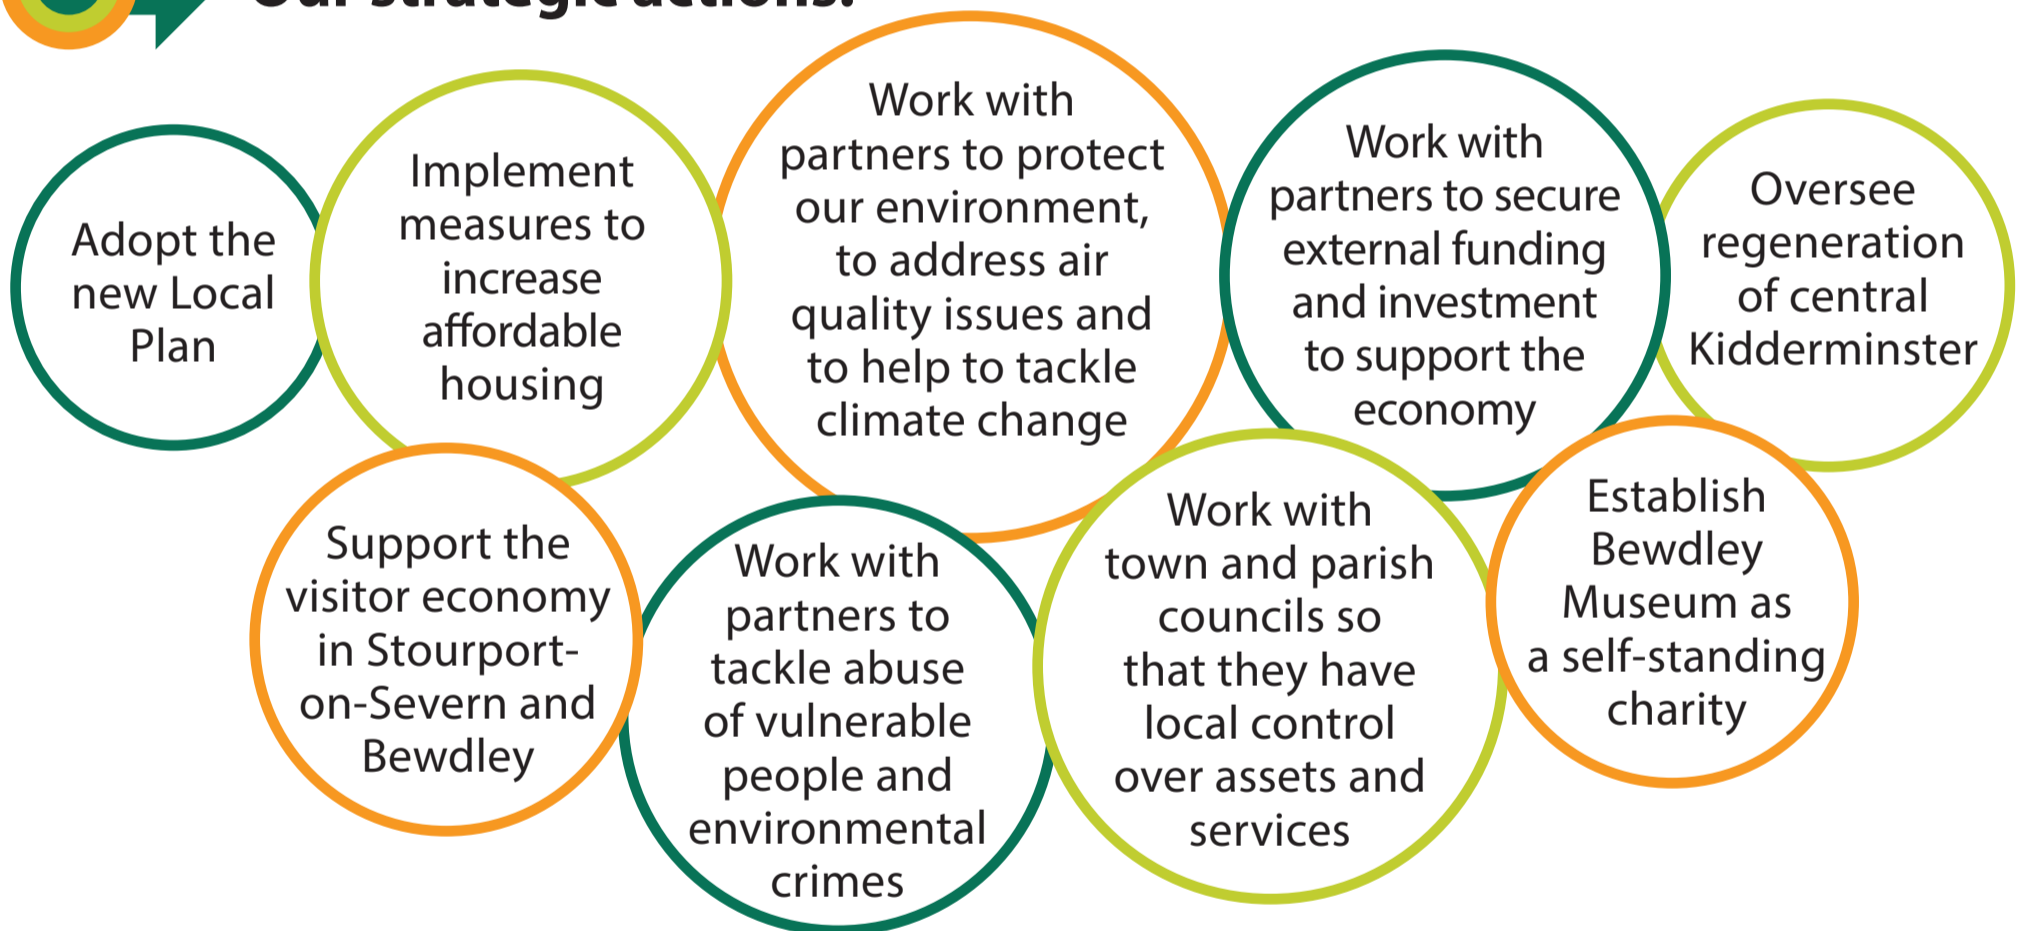 Our strategic actions:
Adopt the
new Local
Plan
Implement
measures to
increase
affordable
housing
Work with
partners to protect
our environment,
to address air
quality issues and
to help to tackle
climate change
Work with
partners to secure
external funding
and investment
to support the
economy
Oversee
regeneration
of central
Kidderminster
Support the
visitor economy
in Stourport-
on-Severn and
Bewdley
Work with
partners to
tackle abuse
of vulnerable
people and
environmental
crimes
Work with
town and parish
councils so
that they have
local control
over assets and
services
Establish
Bewdley
Museum as
a self-standing
charity